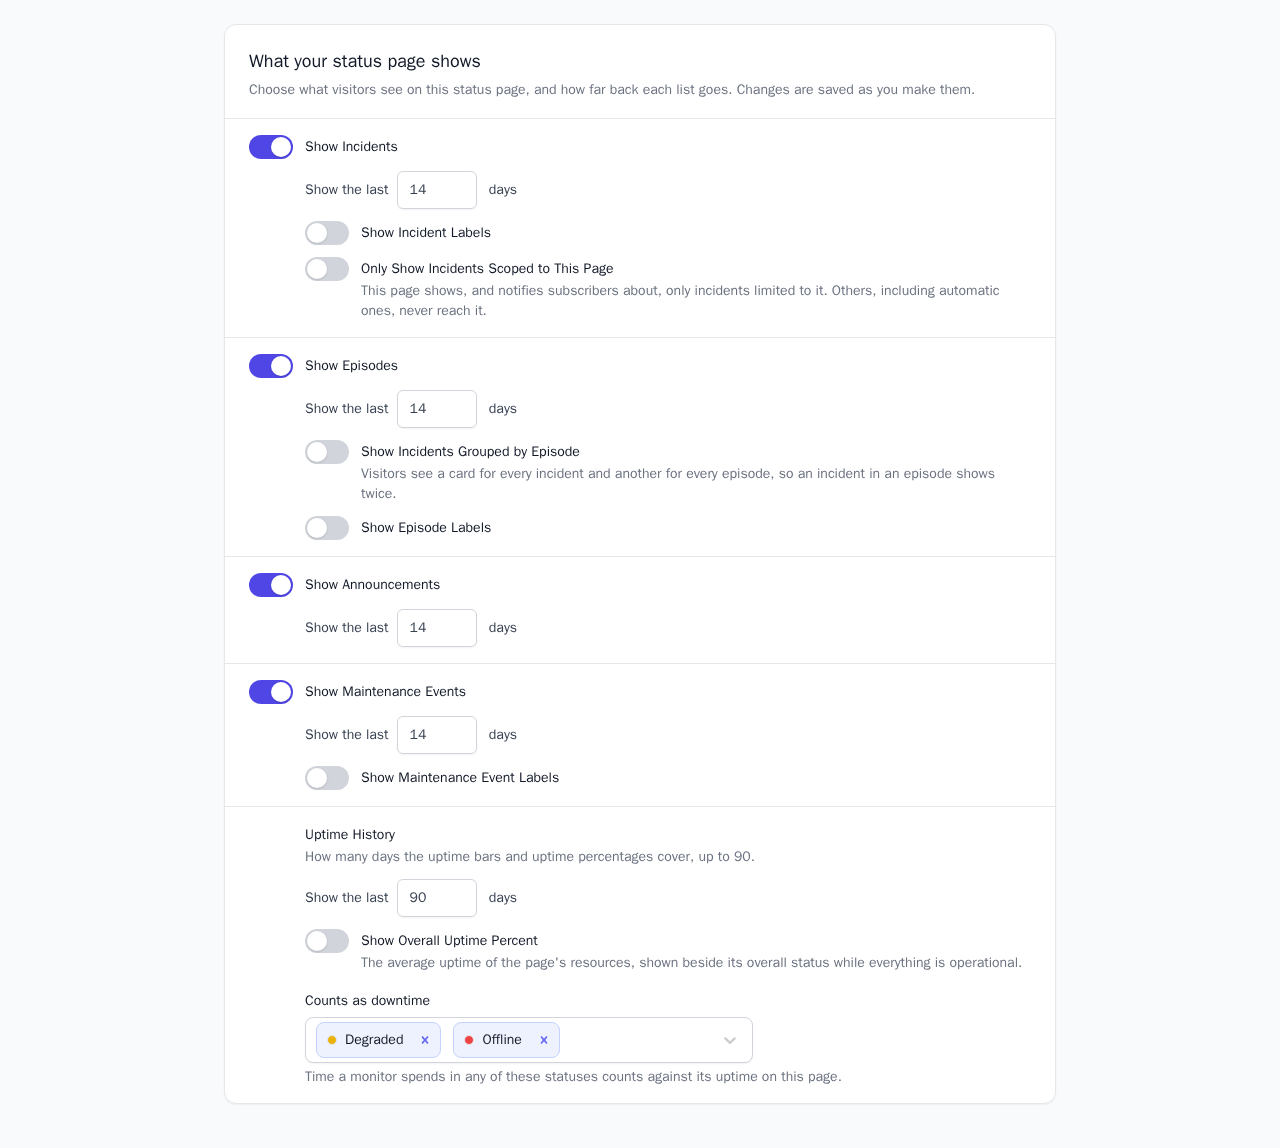 What your status page shows
Choose what visitors see on this status page, and how far back each list goes. Changes are saved as you make them.
Show Incidents
Show the last 14 days
Show Incident Labels
Only Show Incidents Scoped to This Page
This page shows, and notifies subscribers about, only incidents limited to it. Others, including automatic
ones, never reach it.
Show Episodes
Show the last 14 days
Show Incidents Grouped by Episode
Visitors see a card for every incident and another for every episode, so an incident in an episode shows
twice.
Show Episode Labels
Show Announcements
Show the last 14 days
Show Maintenance Events
Show the last 14 days
Show Maintenance Event Labels
Uptime History
How many days the uptime bars and uptime percentages cover, up to 90.
Show the last 90 days
Show Overall Uptime Percent
The average uptime of the page's resources, shown beside its overall status while everything is operational.
Counts as downtime
Degraded Offline
Time a monitor spends in any of these statuses counts against its uptime on this page.